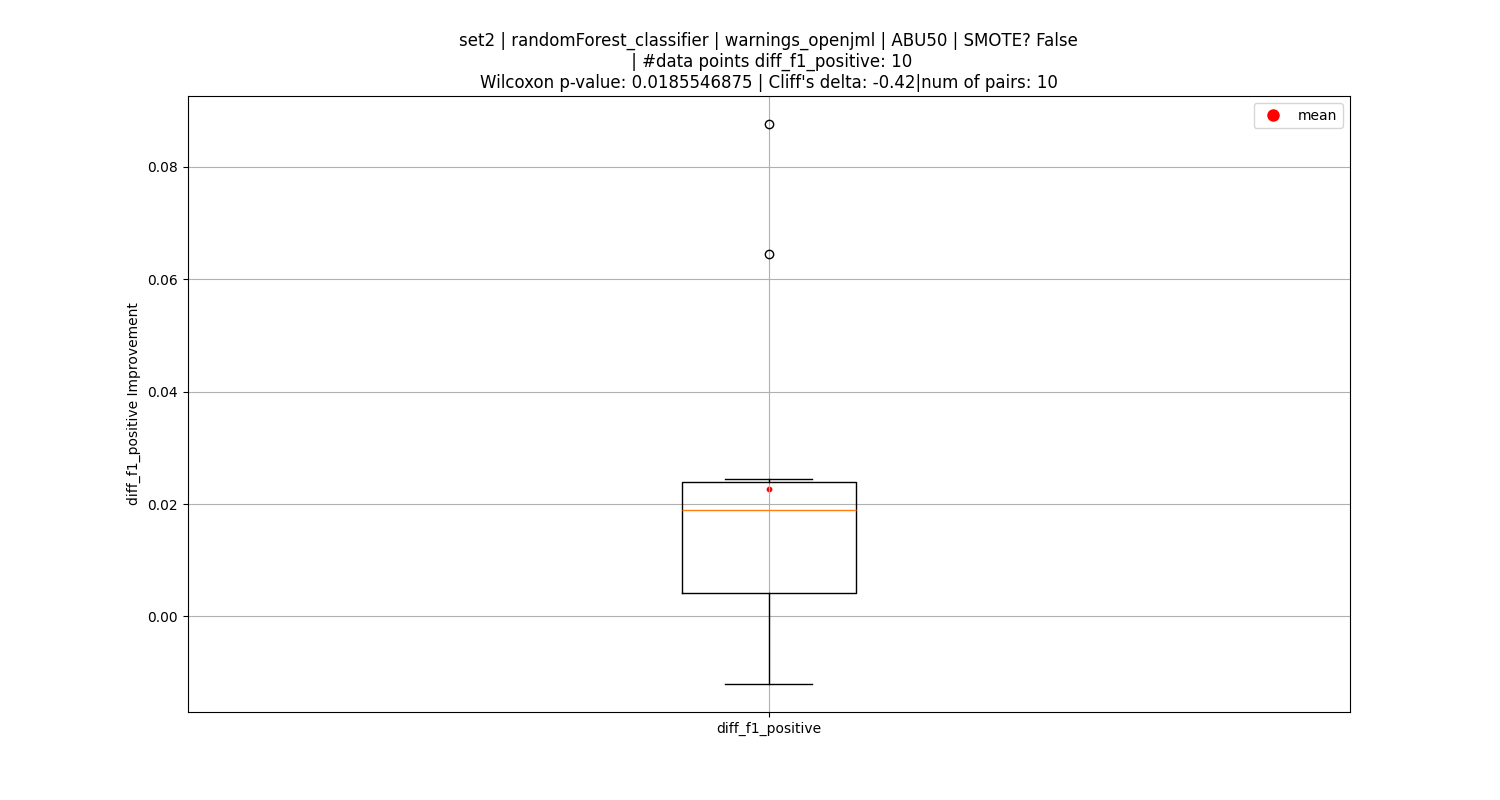 set2 | randomForest_classifier | warnings_openjml | ABU50 | SMOTE? False
| #data points diff_f1_positive: 10
Wilcoxon p-value: 0.0185546875 | Cliff's delta: -0.42|num of pairs: 10
mean
0.08
0.06
0.04
0.02
0.00
diff_f1_positive Improvement
diff_f1_positive